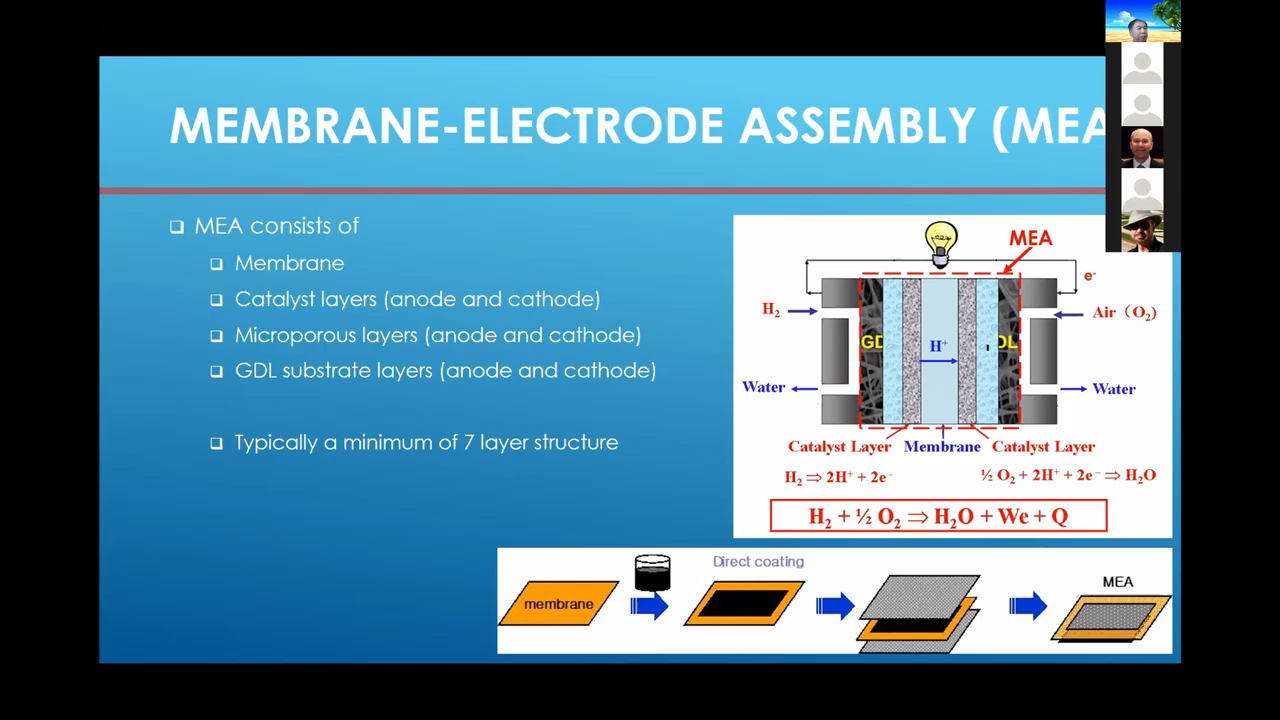 MEMBRANE-ELECTRODE ASSEMBLY (MEA
MEA consists of
Membrane
Catalyst layers (anode and cathode)
Microporous layers (anode and cathode)
GDL substrate layers (anode and cathode)
Typically a minimum of 7 layer structure
MEA
e⁻
H₂
Air (O₂)
GD
H⁺
DL
Water
Water
Catalyst Layer
Membrane
Catalyst Layer
H₂ ⇒ 2H⁺ + 2e⁻
½ O₂ + 2H⁺ + 2e⁻ ⇒ H₂O
H₂ + ½ O₂ ⇒ H₂O + We + Q
Direct coating
membrane
MEA